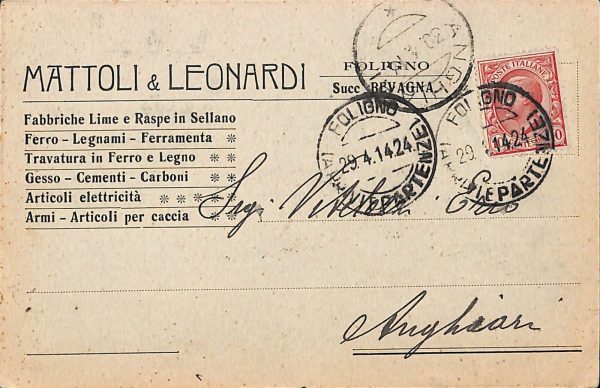 MATTOLI & LEONARDI
FOLIGNO
Succ. BEVAGNA
Fabbriche Lime e Raspe in Sellano
Ferro - Legnami - Ferramenta *
Travatura in Ferro e Legno * *
Gesso - Cementi - Carboni * *
Articoli elettricità * * * * *
Armi - Articoli per caccia * *
POSTE ITALIANE
FOLIGNO
29.4.14.24
PARTENZE)
FOLIGNO
29.4.14.24
PARTENZE)
Anghiari